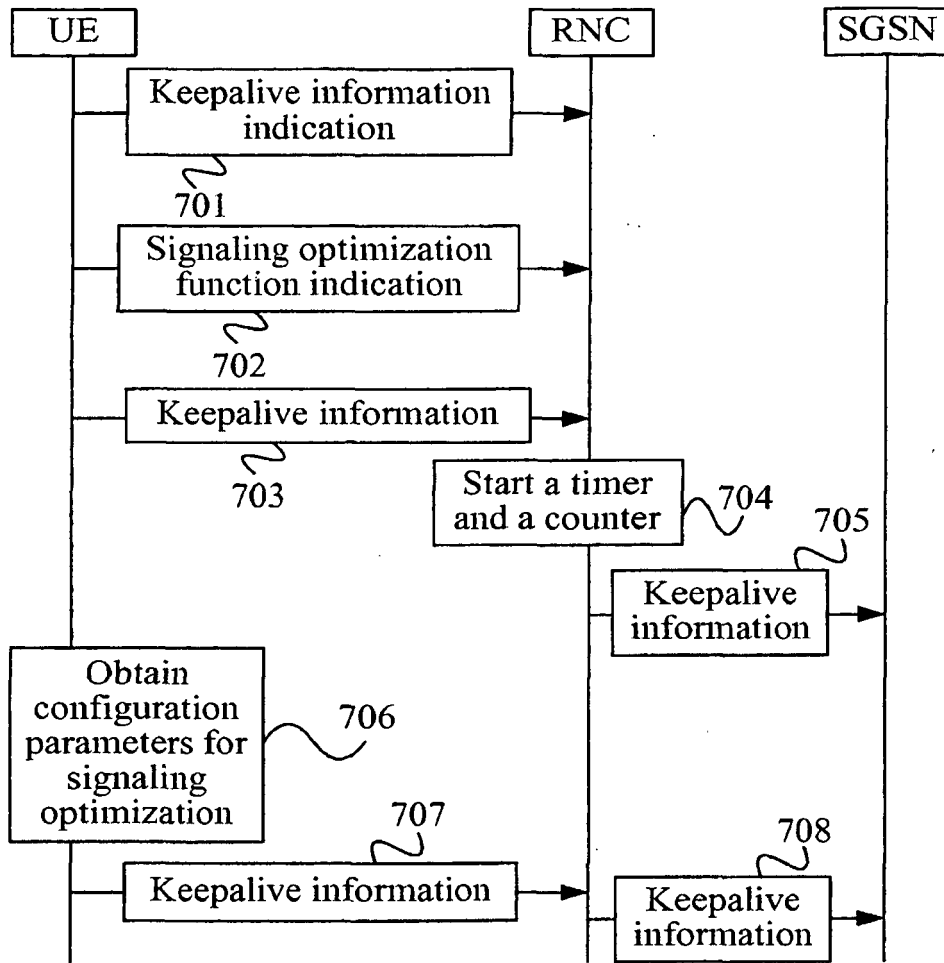 UE
RNC
SGSN
Keepalive information
indication
701
Signaling optimization
function indication
702
Keepalive information
703
Start a timer
and a counter
704
705
Keepalive
information
Obtain
configuration
parameters for
signaling
optimization
706
707
Keepalive information
708
Keepalive
information